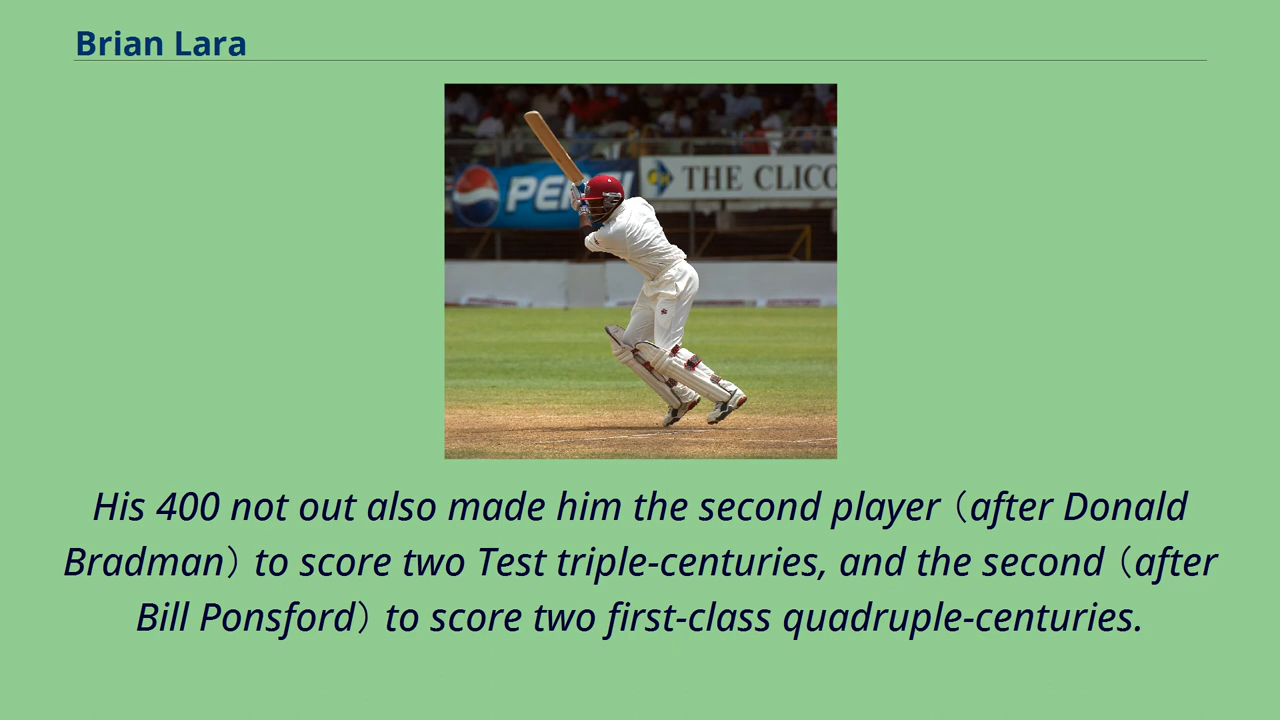 Brian Lara
PEPSI
THE CLICO
His 400 not out also made him the second player (after Donald
Bradman) to score two Test triple-centuries, and the second (after
Bill Ponsford) to score two first-class quadruple-centuries.